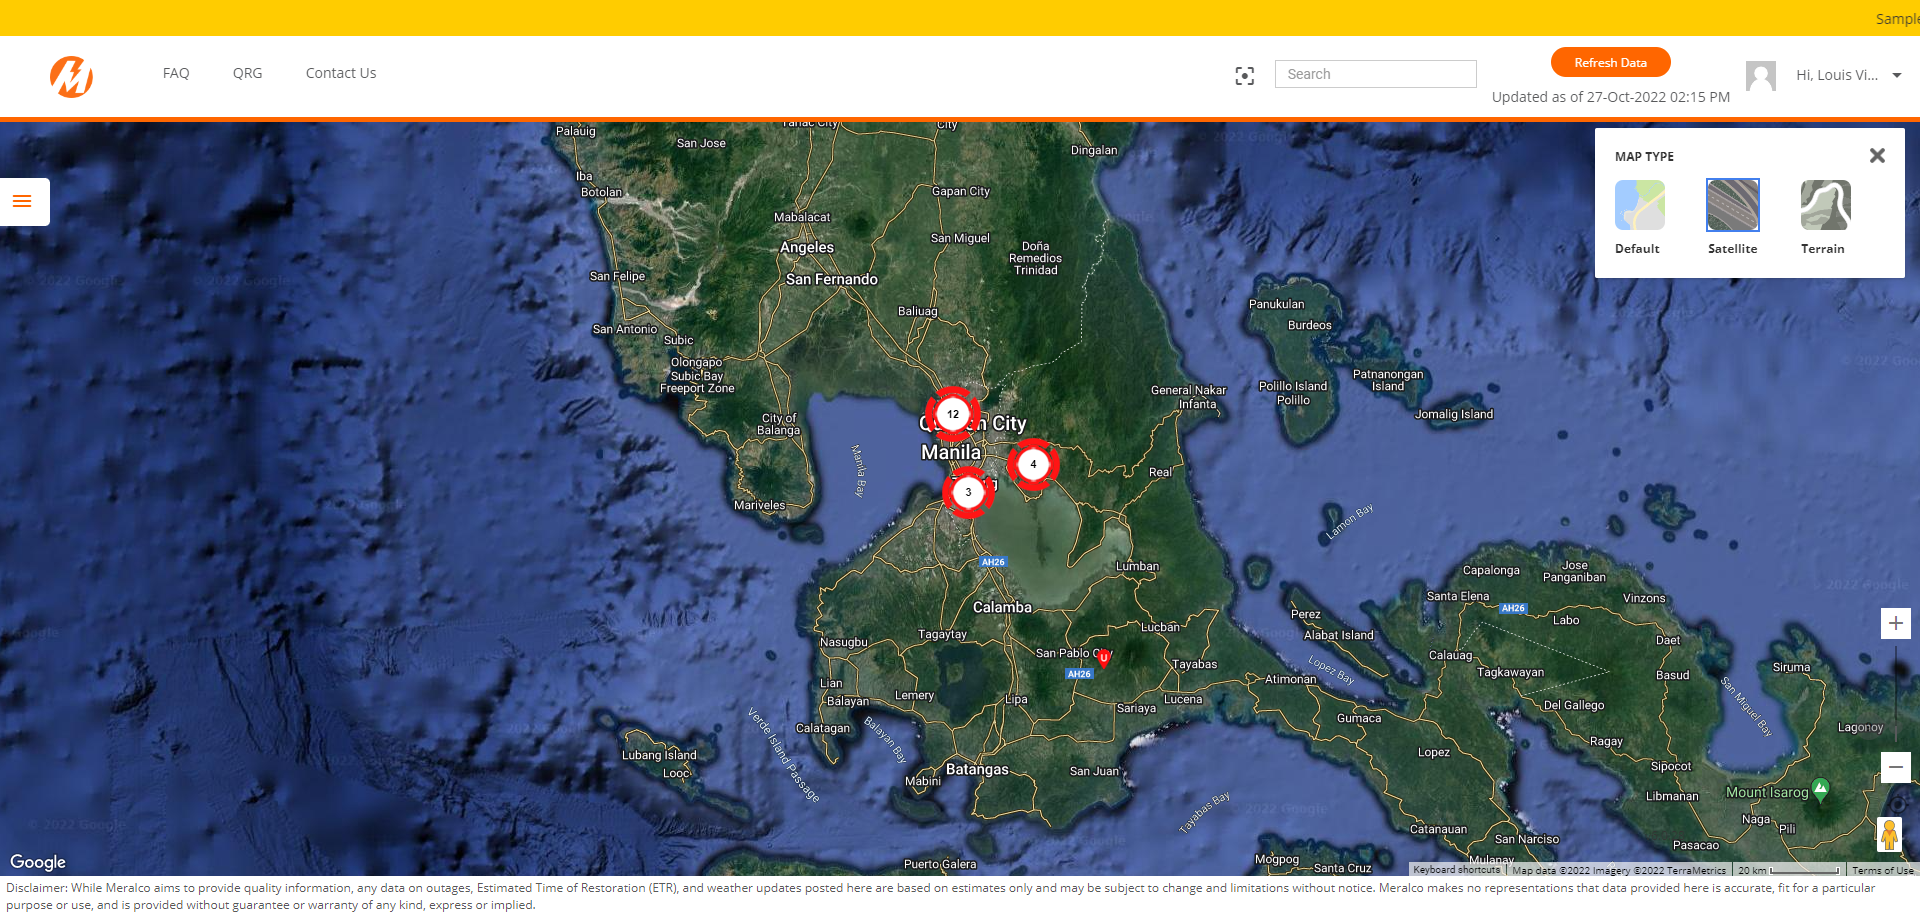 Sample
FAQ
QRG
Contact Us
Search
Refresh Data
Updated as of 27-Oct-2022 02:15 PM
Hi, Louis Vi...
MAP TYPE
Default
Satellite
Terrain
Palauig
Tarlac City
City
San Jose
Dingalan
Iba
Botolan
Gapan City
Mabalacat
Angeles
San Miguel
Doña
Remedios
Trinidad
San Felipe
San Fernando
Baliuag
Panukulan
Burdeos
San Antonio
Subic
Olongapo
Subic Bay
Freeport Zone
Patnanongan
Island
Polillo Island
Polillo
General Nakar
Infanta
Jomalig Island
City of
Balanga
12
City
Manila
Manila Bay
4
3
Real
Mariveles
Lamon Bay
AH26
Lumban
Capalonga
Jose
Panganiban
Santa Elena
Vinzons
AH26
Labo
Calamba
Perez
Alabat Island
Lucban
Tagaytay
Nasugbu
Daet
San Pablo City
U
AH26
Tayabas
Calauag
Lopez Bay
Tagkawayan
Basud
Siruma
Atimonan
Lian
Balayan
Lemery
Lipa
Sariaya
Lucena
Del Gallego
San Miguel Bay
Gumaca
Calatagan
Balayan Bay
Verde Island Passage
Lagonoy
Ragay
Lopez
Lubang Island
Looc
Sipocot
Batangas
San Juan
Mabini
Libmanan
Mount Isarog
Tayabas Bay
Naga
Pili
Catanauan
San Narciso
Pasacao
Puerto Galera
Mogpog
Santa Cruz
Mulanay
Google
Keyboard shortcuts
Map data ©2022 Imagery ©2022 TerraMetrics
20 km
Terms of Use
Disclaimer: While Meralco aims to provide quality information, any data on outages, Estimated Time of Restoration (ETR), and weather updates posted here are based on estimates only and may be subject to change and limitations without notice. Meralco makes no representations that data provided here is accurate, fit for a particular
purpose or use, and is provided without guarantee or warranty of any kind, express or implied.